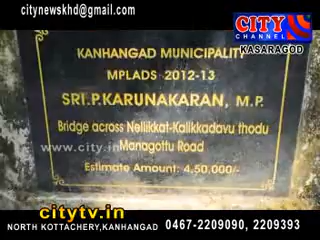 citynewskhd@gmail.com
CITY
CHANNEL
KASARAGOD
KANHANGAD MUNICIPALITY
MPLADS 2012-13
SRI.P.KARUNAKARAN, M.P.
Bridge across Nellikkat-Kalikkadavu thodu
Managottu Road
www.city.in
Estimate Amount: 4,50,000/-
citytv.in
NORTH KOTTACHERY,KANHANGAD 0467-2209090, 2209393